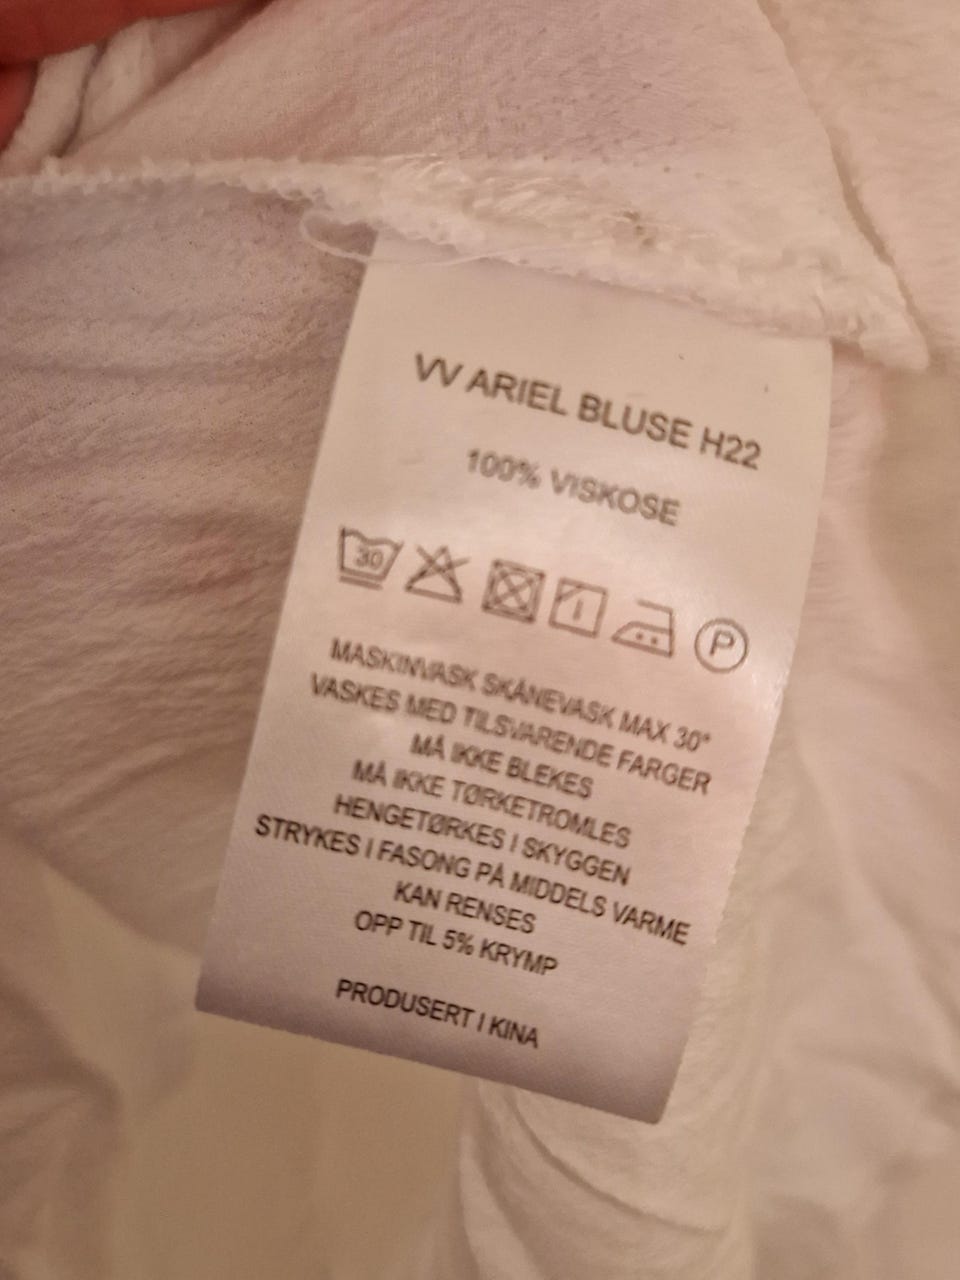 VV ARIEL BLUSE H22
100% VISKOSE
30 P
MASKINVASK SKÅNEVASK MAX 30°
VASKES MED TILSVARENDE FARGER
MÅ IKKE BLEKES
MÅ IKKE TØRKETROMLES
HENGETØRKES I SKYGGEN
STRYKES I FASONG PÅ MIDDELS VARME
KAN RENSES
OPP TIL 5% KRYMP
PRODUSERT I KINA